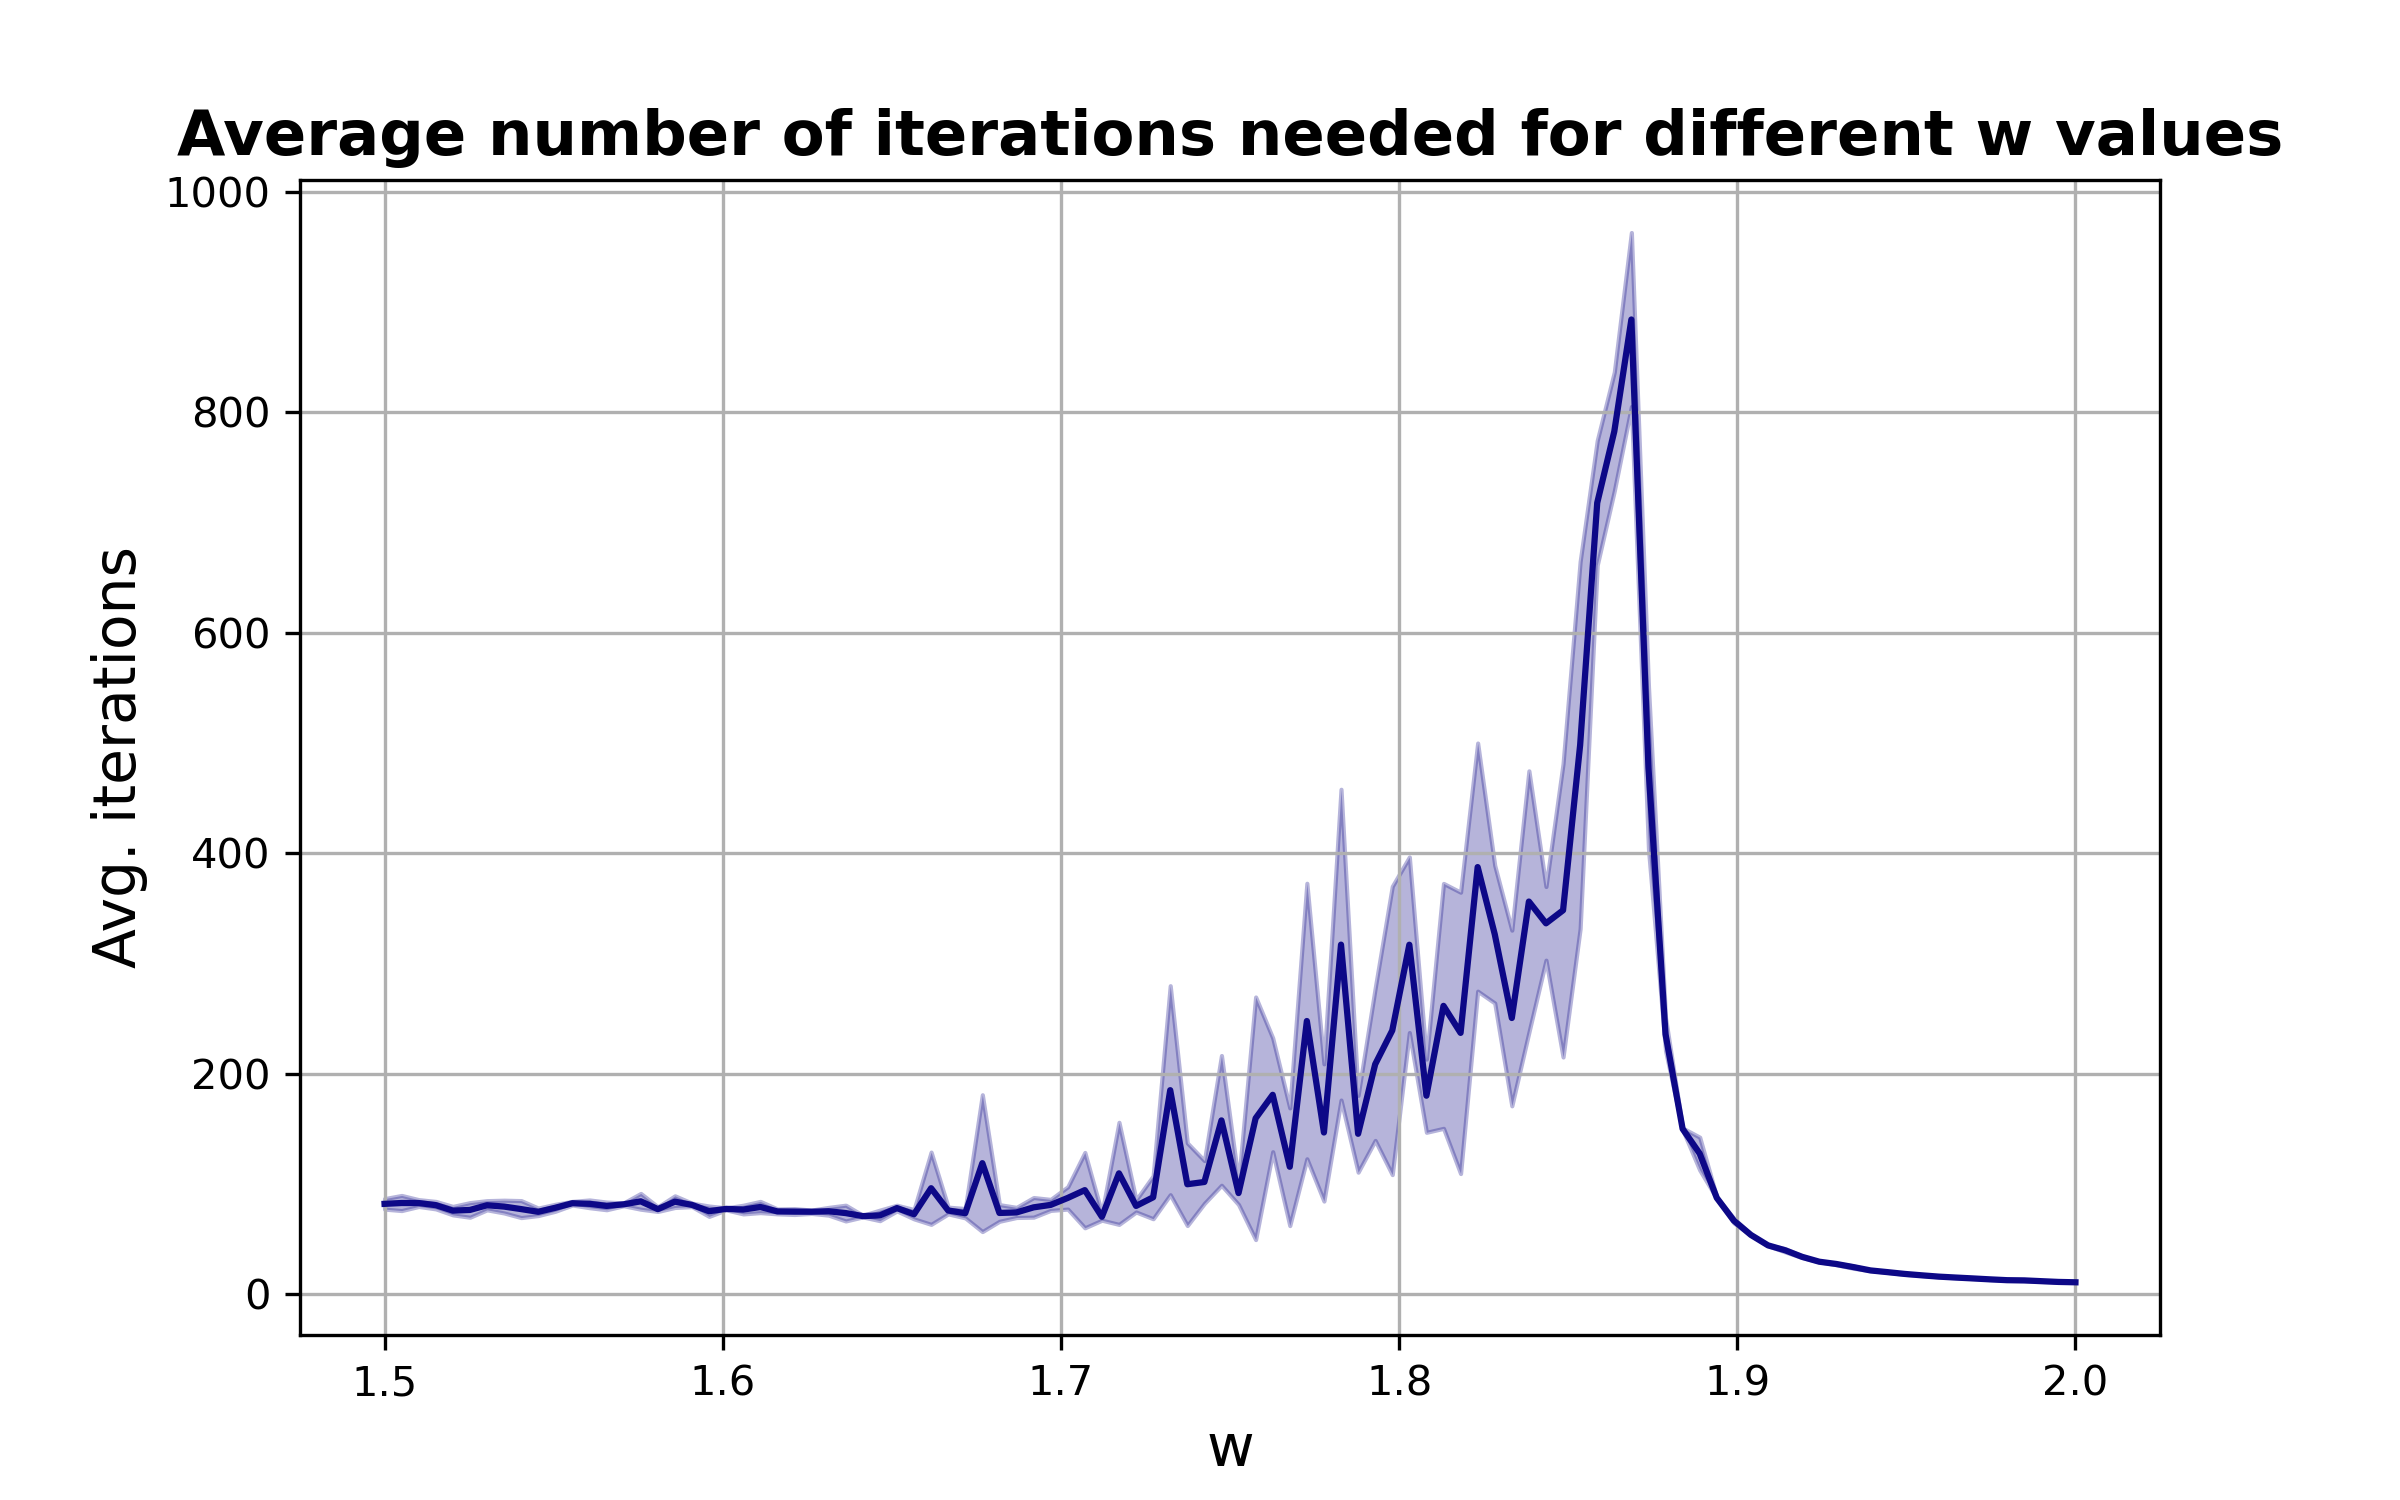 Average number of iterations needed for different w values
1000
800
600
400
200
0
Avg. iterations
1.5 1.6 1.7 1.8 1.9 2.0
w